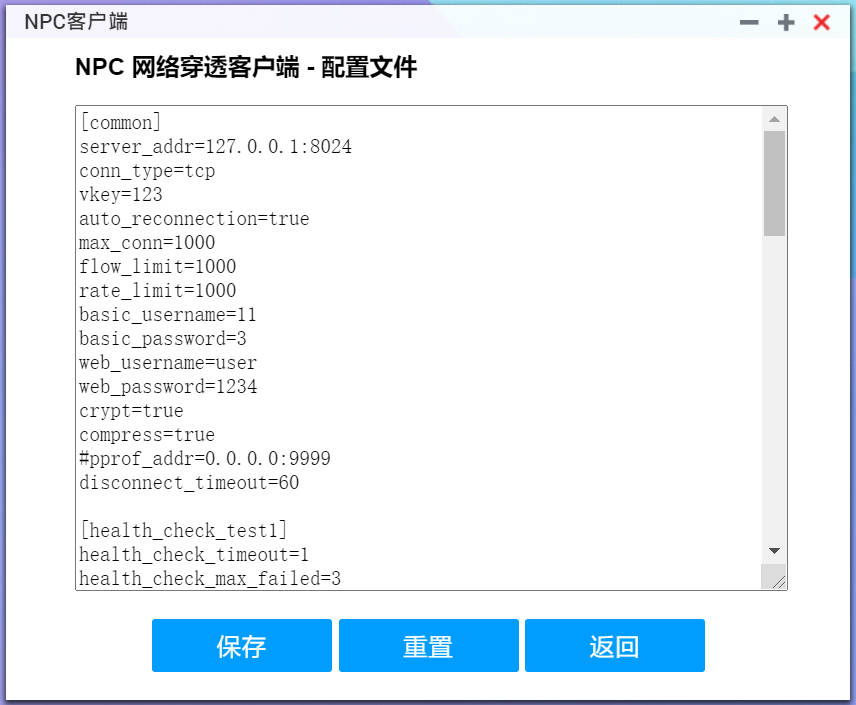 NPC客户端
NPC 网络穿透客户端 - 配置文件
[common]
server_addr=127.0.0.1:8024
conn_type=tcp
vkey=123
auto_reconnection=true
max_conn=1000
flow_limit=1000
rate_limit=1000
basic_username=11
basic_password=3
web_username=user
web_password=1234
crypt=true
compress=true
#pprof_addr=0.0.0.0:9999
disconnect_timeout=60
[health_check_test1]
health_check_timeout=1
health_check_max_failed=3
保存 重置 返回